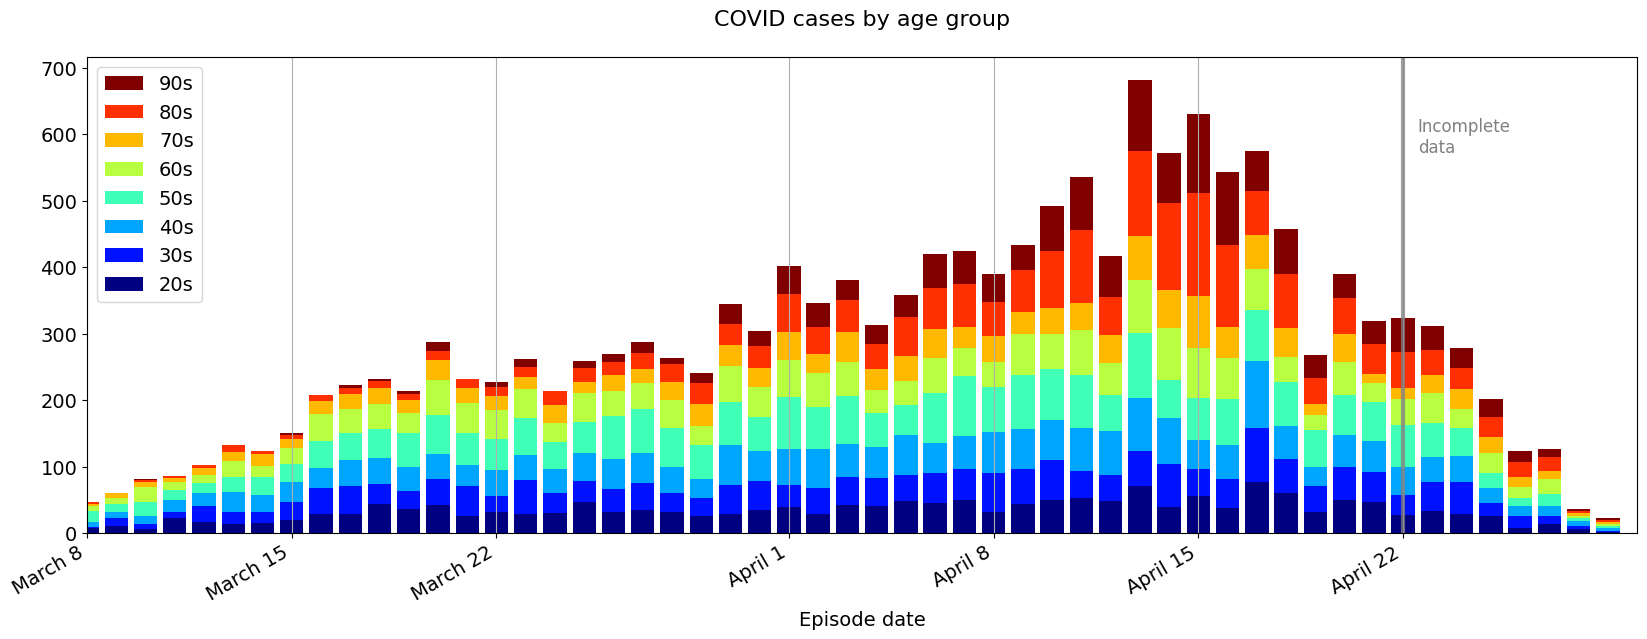 COVID cases by age group
700
600
500
400
300
200
100
0
90s
80s
70s
60s
50s
40s
30s
20s
Incomplete
data
March 8
March 15
March 22
April 1
April 8
April 15
April 22
Episode date